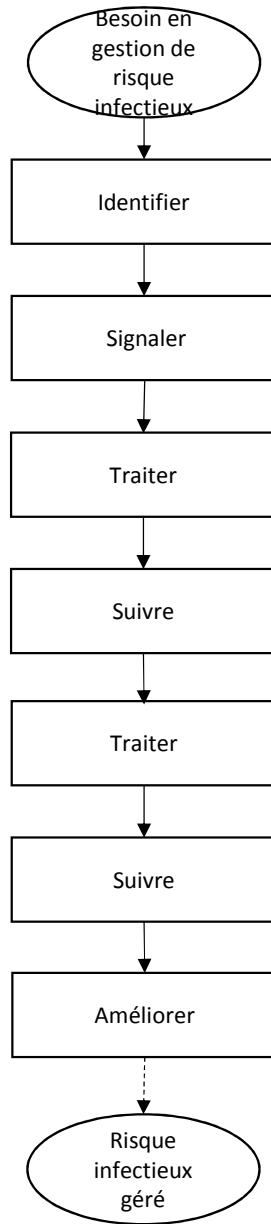 Besoin en
gestion de
risque
infectieux
Identifier
Signaler
Traiter
Suivre
Traiter
Suivre
Améliorer
Risque
infectieux
géré